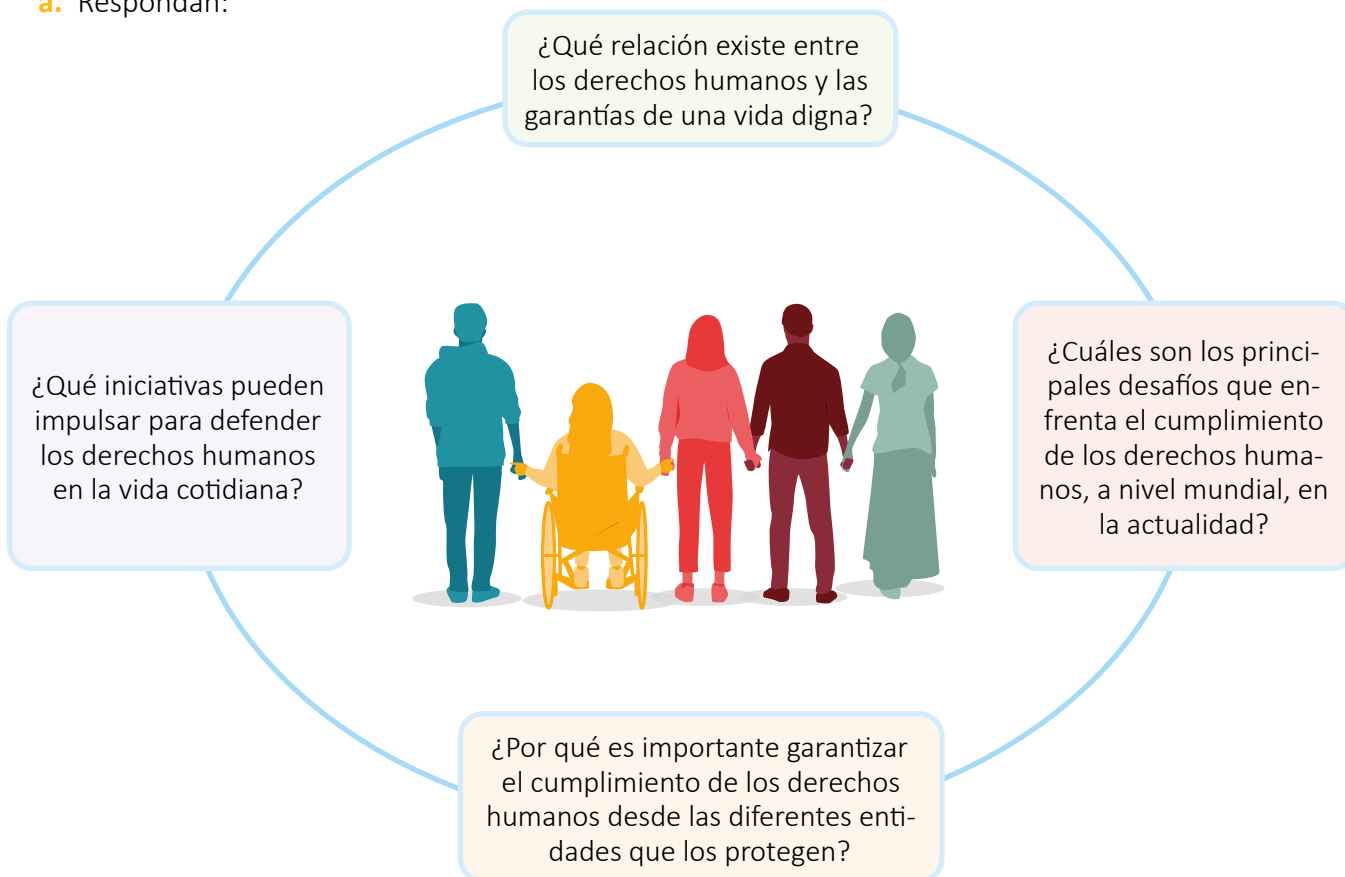 a. Respondan:
¿Qué relación existe entre
los derechos humanos y las
garantías de una vida digna?
¿Qué iniciativas pueden
impulsar para defender
los derechos humanos
en la vida cotidiana?
¿Cuáles son los princi-
pales desafíos que en-
frenta el cumplimiento
de los derechos huma-
nos, a nivel mundial, en
la actualidad?
¿Por qué es importante garantizar
el cumplimiento de los derechos
humanos desde las diferentes enti-
dades que los protegen?